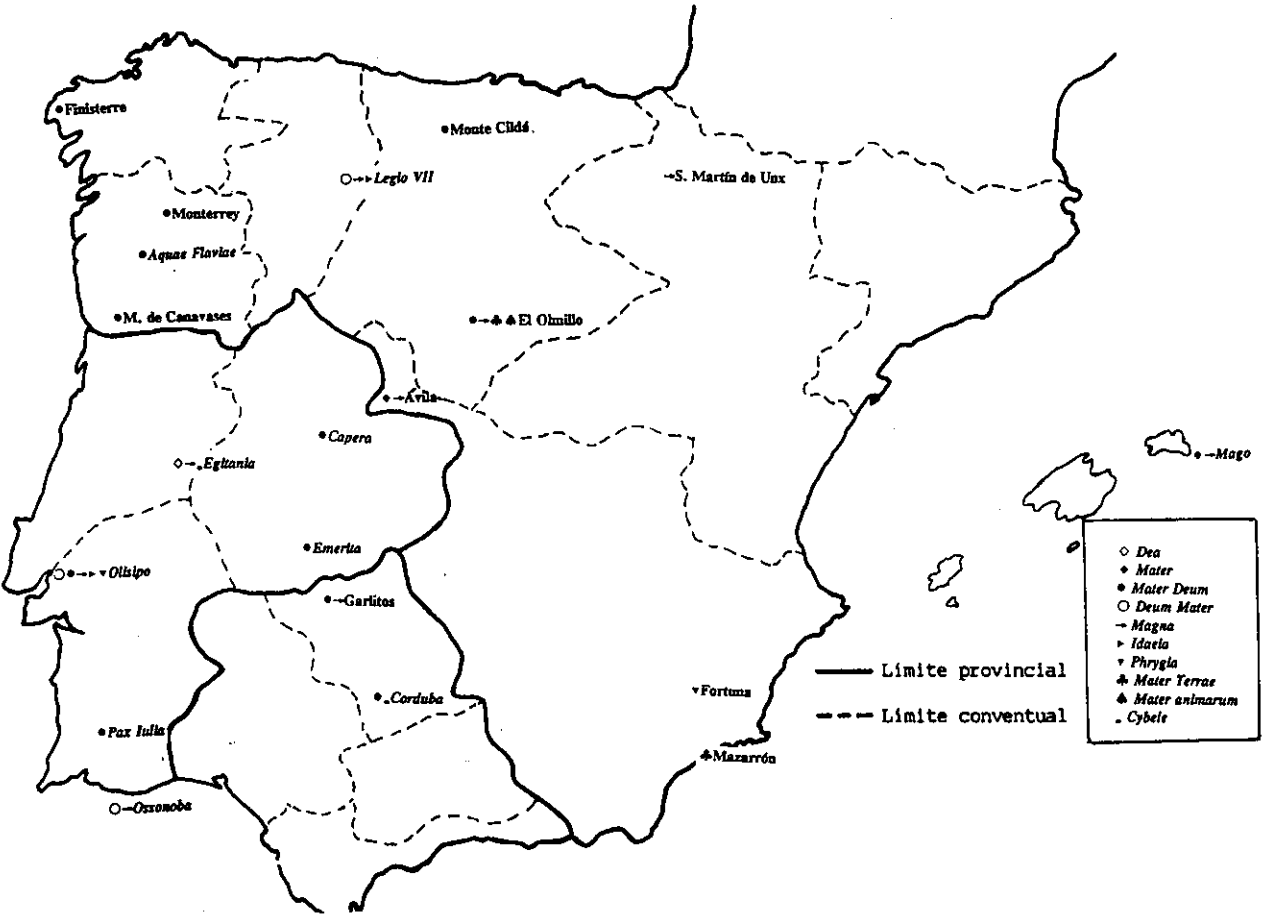 Finisterre
Monte Cildá.
Legio VII
S. Martín de Unx
Monterrey
Aquae Flaviae
M. de Canavases
El Olmillo
Avila
Capera
Mago
Egitania
Emerita
Olisipo
Garlitos
Dea
Mater
Mater Deum
Deum Mater
Magna
Idaeia
Phrygia
Mater Terrae
Mater animarum
Cybele
Límite provincial
Límite conventual
Fortuna
Corduba
Pax Iulia
Mazarrón
Ossonoba